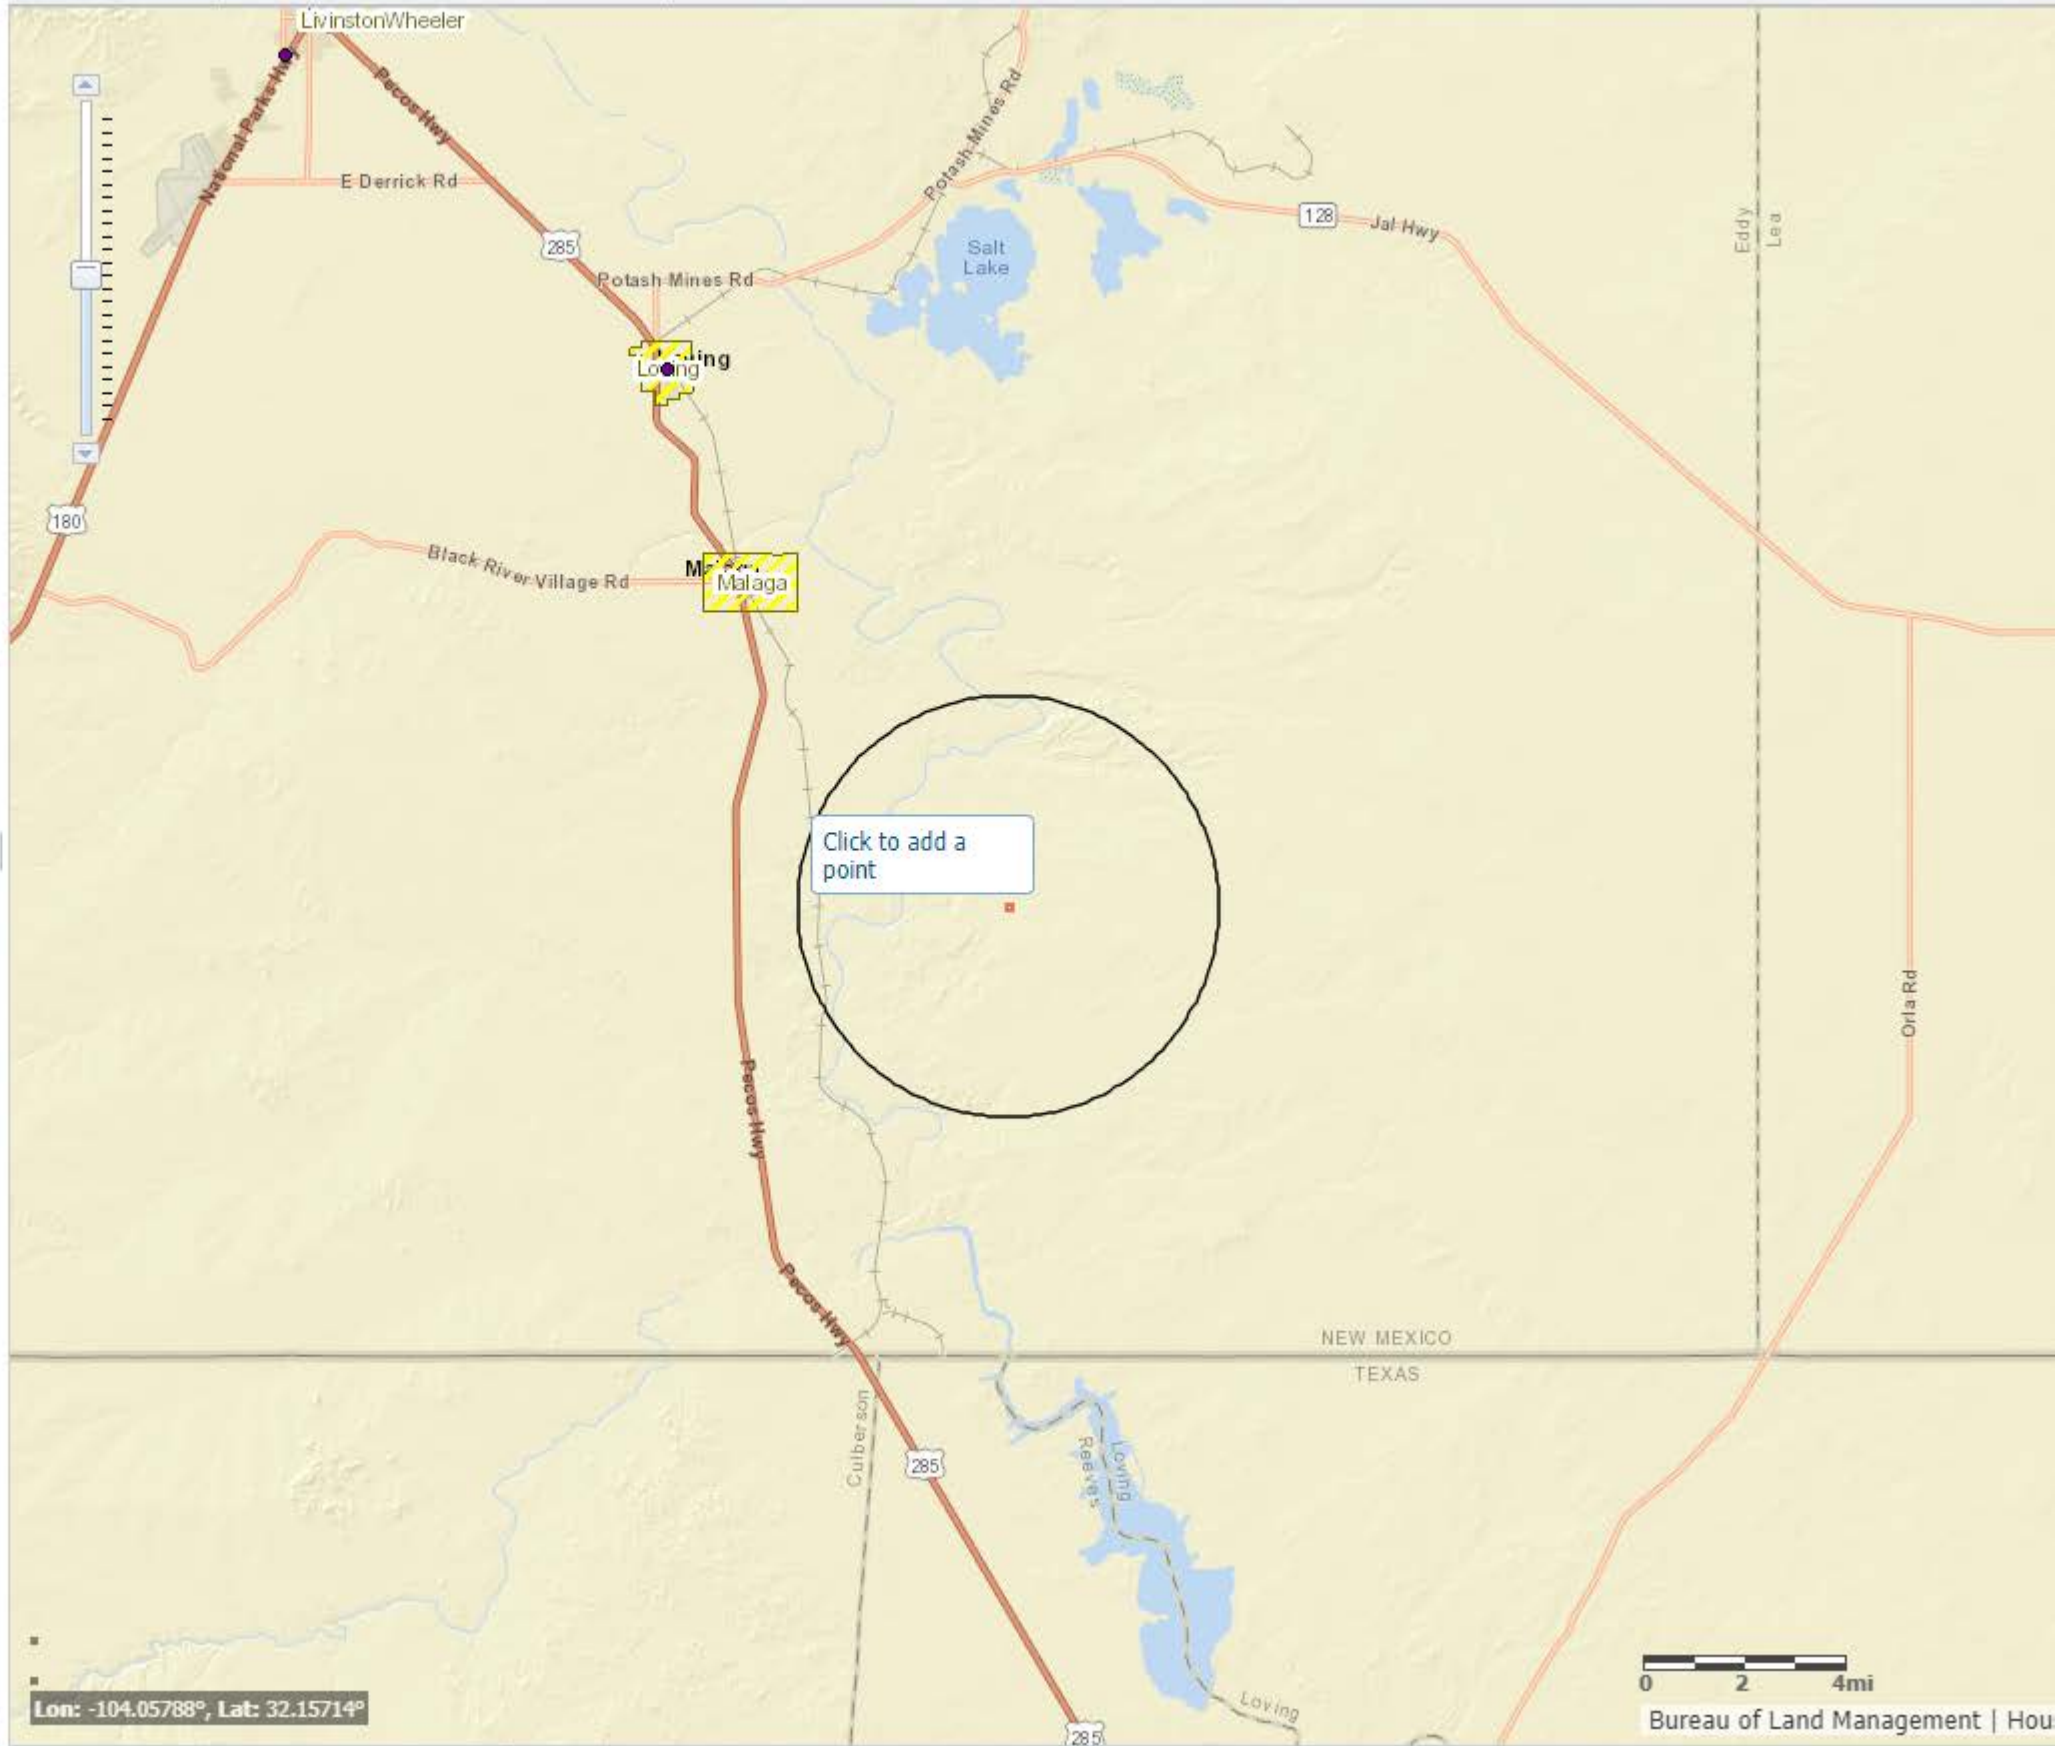 LivinstonWheeler
National Parks Hwy
Pecos Hwy
Potash Mines Rd
E Derrick Rd
285
128
Jal Hwy
Eddy
Lea
Salt
Lake
Potash Mines Rd
Loving
180
Black River Village Rd
Malaga
Click to add a
point
Orla Rd
Pecos Hwy
Pecos Hwy
NEW MEXICO
TEXAS
Culberson
285
Reeves
Loving
Loving
285
0 2 4mi
Lon: -104.05788°, Lat: 32.15714°
Bureau of Land Management | Hou